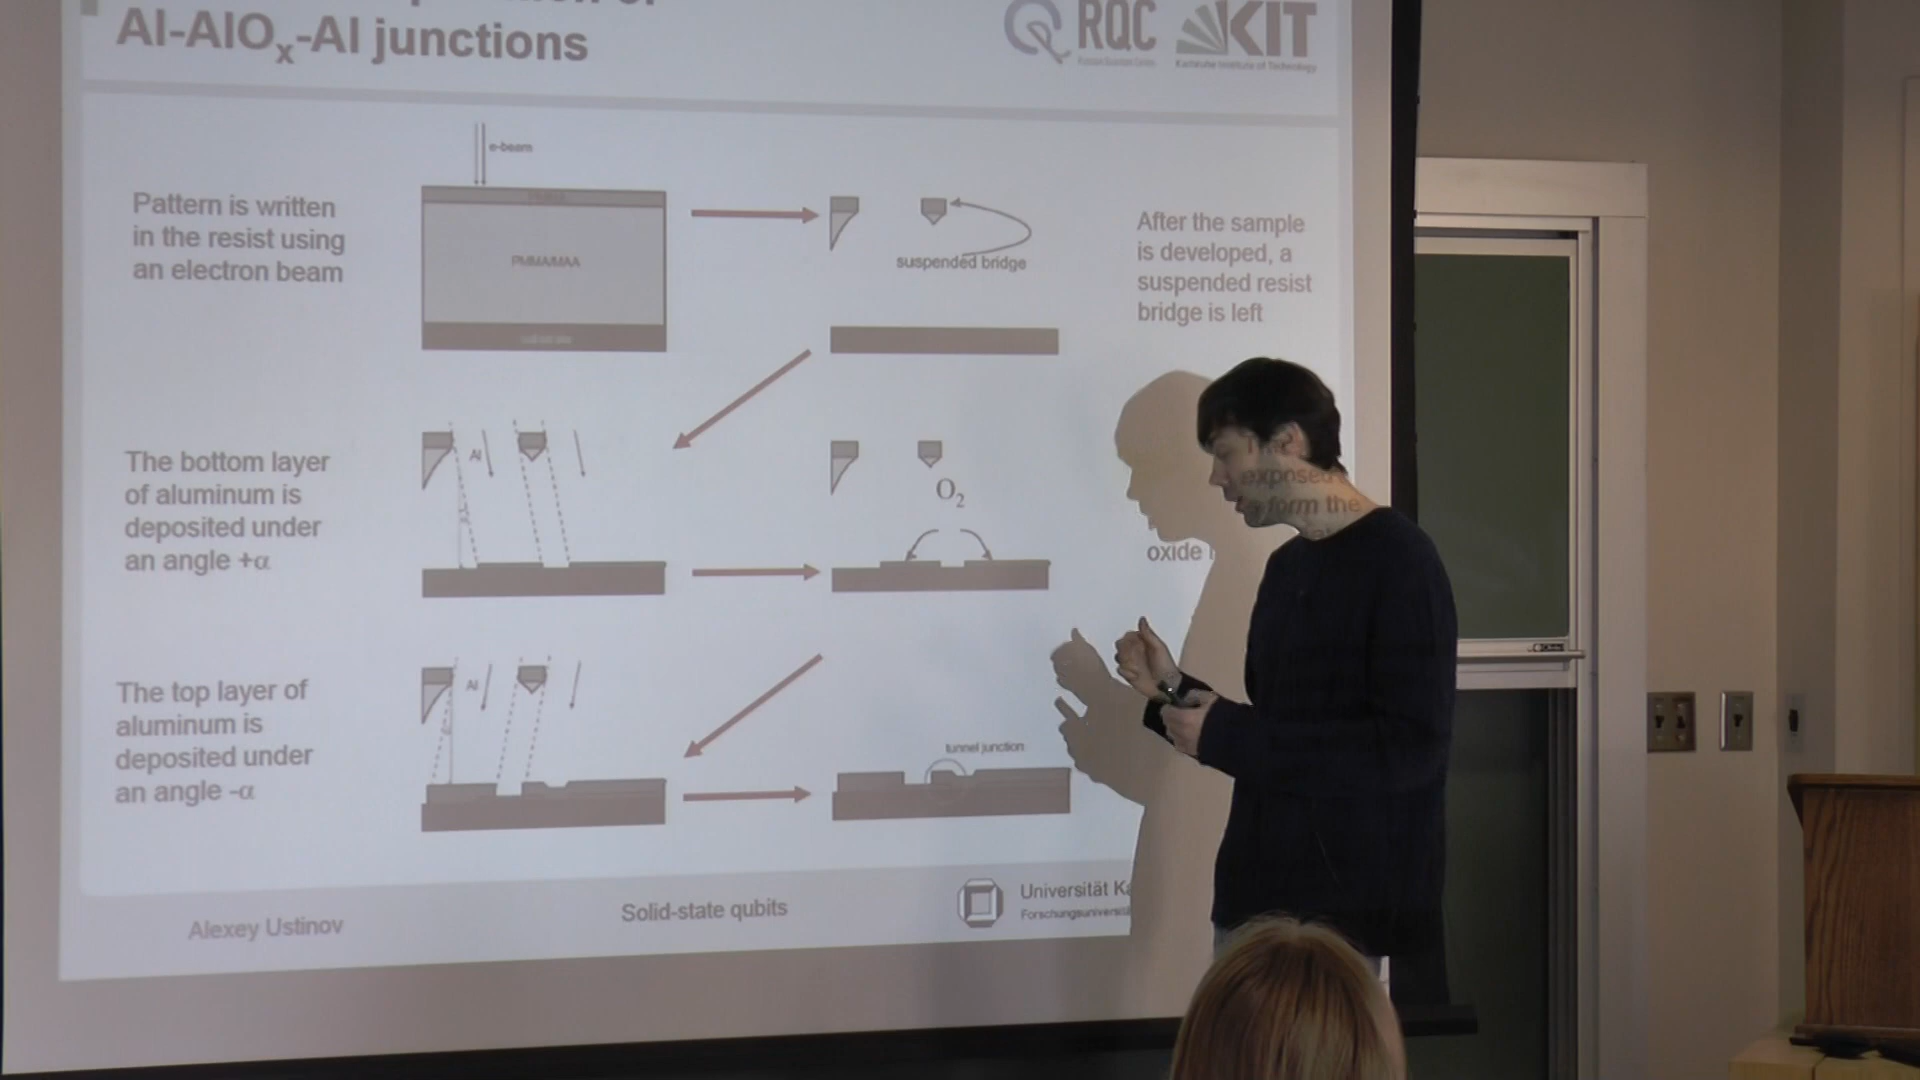 Al-AlOx-Al junctions
RQC
KIT
Karlsruhe Institute of Technology
e-beam
Pattern is written
in the resist using
an electron beam
PMMA/MAA
suspended bridge
After the sample
is developed, a
suspended resist
bridge is left
The bottom layer
of aluminum is
deposited under
an angle +α
Al
O2
exposed
form the
oxide
The top layer of
aluminum is
deposited under
an angle -α
Al
tunnel junction
Alexey Ustinov
Solid-state qubits
Universität